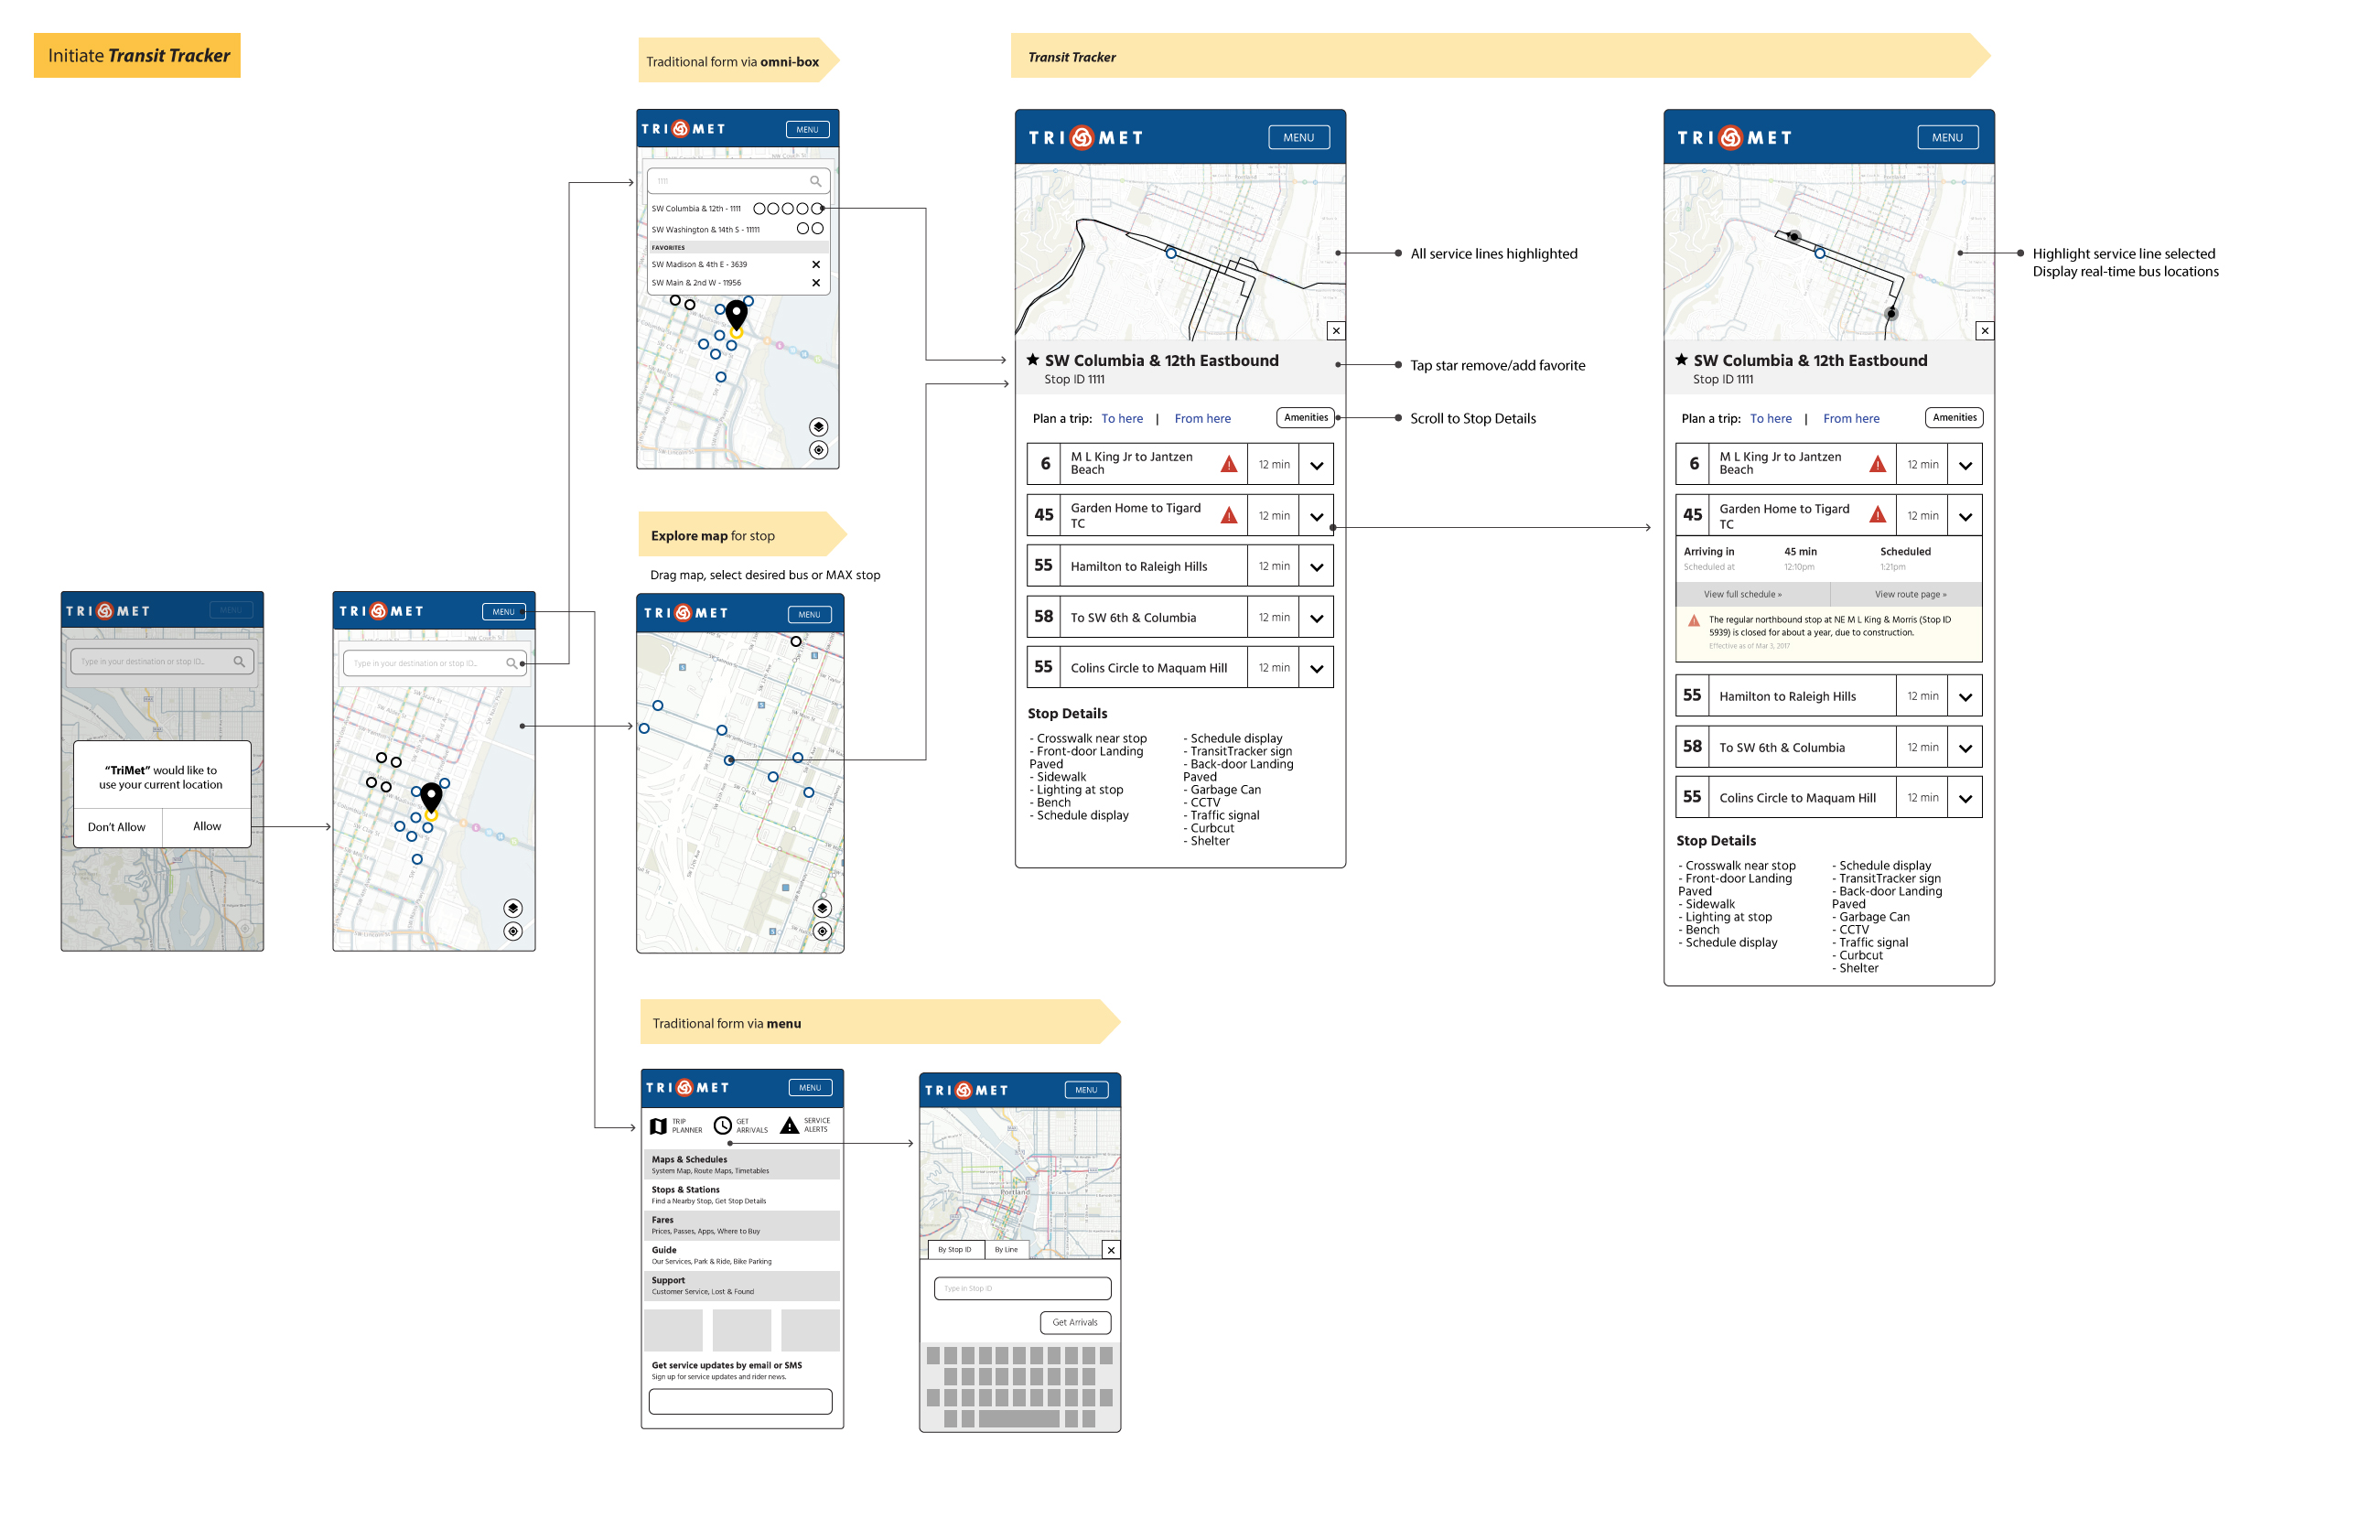 Initiate Transit Tracker
Traditional form via omni-box
Transit Tracker
TRI MET
MENU
1111
SW Columbia & 12th - 1111
SW Washington & 14th S - 11111
FAVORITES
SW Madison & 4th E - 3639
SW Main & 2nd W - 11956
Explore map for stop
Drag map, select desired bus or MAX stop
TRI MET
MENU
TRI MET
MENU
Type in your destination or stop ID...
"TriMet" would like to
use your current location
Don't Allow
Allow
TRI MET
MENU
Type in your destination or stop ID...
TRI MET
MENU
SW Columbia & 12th Eastbound
Stop ID 1111
Plan a trip: To here | From here
Amenities
6
M L King Jr to Jantzen
Beach
12 min
45
Garden Home to Tigard
TC
12 min
55
Hamilton to Raleigh Hills
12 min
58
To SW 6th & Columbia
12 min
55
Colins Circle to Maquam Hill
12 min
Stop Details
- Crosswalk near stop
- Front-door Landing
Paved
- Sidewalk
- Lighting at stop
- Bench
- Schedule display
- Schedule display
- TransitTracker sign
- Back-door Landing
Paved
- Garbage Can
- CCTV
- Traffic signal
- Curbcut
- Shelter
All service lines highlighted
Tap star remove/add favorite
Scroll to Stop Details
TRI MET
MENU
SW Columbia & 12th Eastbound
Stop ID 1111
Plan a trip: To here | From here
Amenities
6
M L King Jr to Jantzen
Beach
12 min
45
Garden Home to Tigard
TC
12 min
Arriving in
45 min
Scheduled
Scheduled at
12:10pm
1:21pm
View full schedule »
View route page »
The regular northbound stop at NE M L King & Morris (Stop ID
5939) is closed for about a year, due to construction.
Effective as of Mar 3, 2017
55
Hamilton to Raleigh Hills
12 min
58
To SW 6th & Columbia
12 min
55
Colins Circle to Maquam Hill
12 min
Stop Details
- Crosswalk near stop
- Front-door Landing
Paved
- Sidewalk
- Lighting at stop
- Bench
- Schedule display
- Schedule display
- TransitTracker sign
- Back-door Landing
Paved
- Garbage Can
- CCTV
- Traffic signal
- Curbcut
- Shelter
Highlight service line selected
Display real-time bus locations
Traditional form via menu
TRI MET
MENU
TRIP
PLANNER
GET
ARRIVALS
SERVICE
ALERTS
Maps & Schedules
System Map, Route Maps, Timetables
Stops & Stations
Find a Nearby Stop, Get Stop Details
Fares
Prices, Passes, Apps, Where to Buy
Guide
Our Services, Park & Ride, Bike Parking
Support
Customer Service, Lost & Found
Get service updates by email or SMS
Sign up for service updates and rider news.
TRI MET
MENU
Portland
By Stop ID
By Line
Type in Stop ID
Get Arrivals